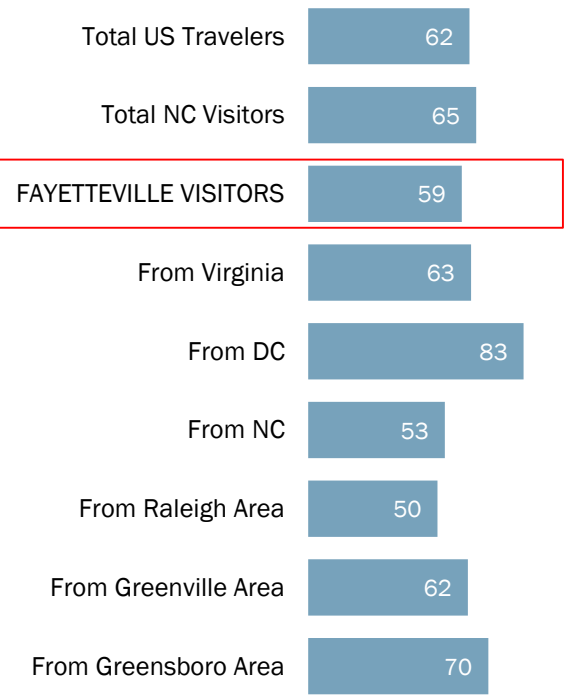 Total US Travelers 62
Total NC Visitors 65
FAYETTEVILLE VISITORS 59
From Virginia 63
From DC 83
From NC 53
From Raleigh Area 50
From Greenville Area 62
From Greensboro Area 70